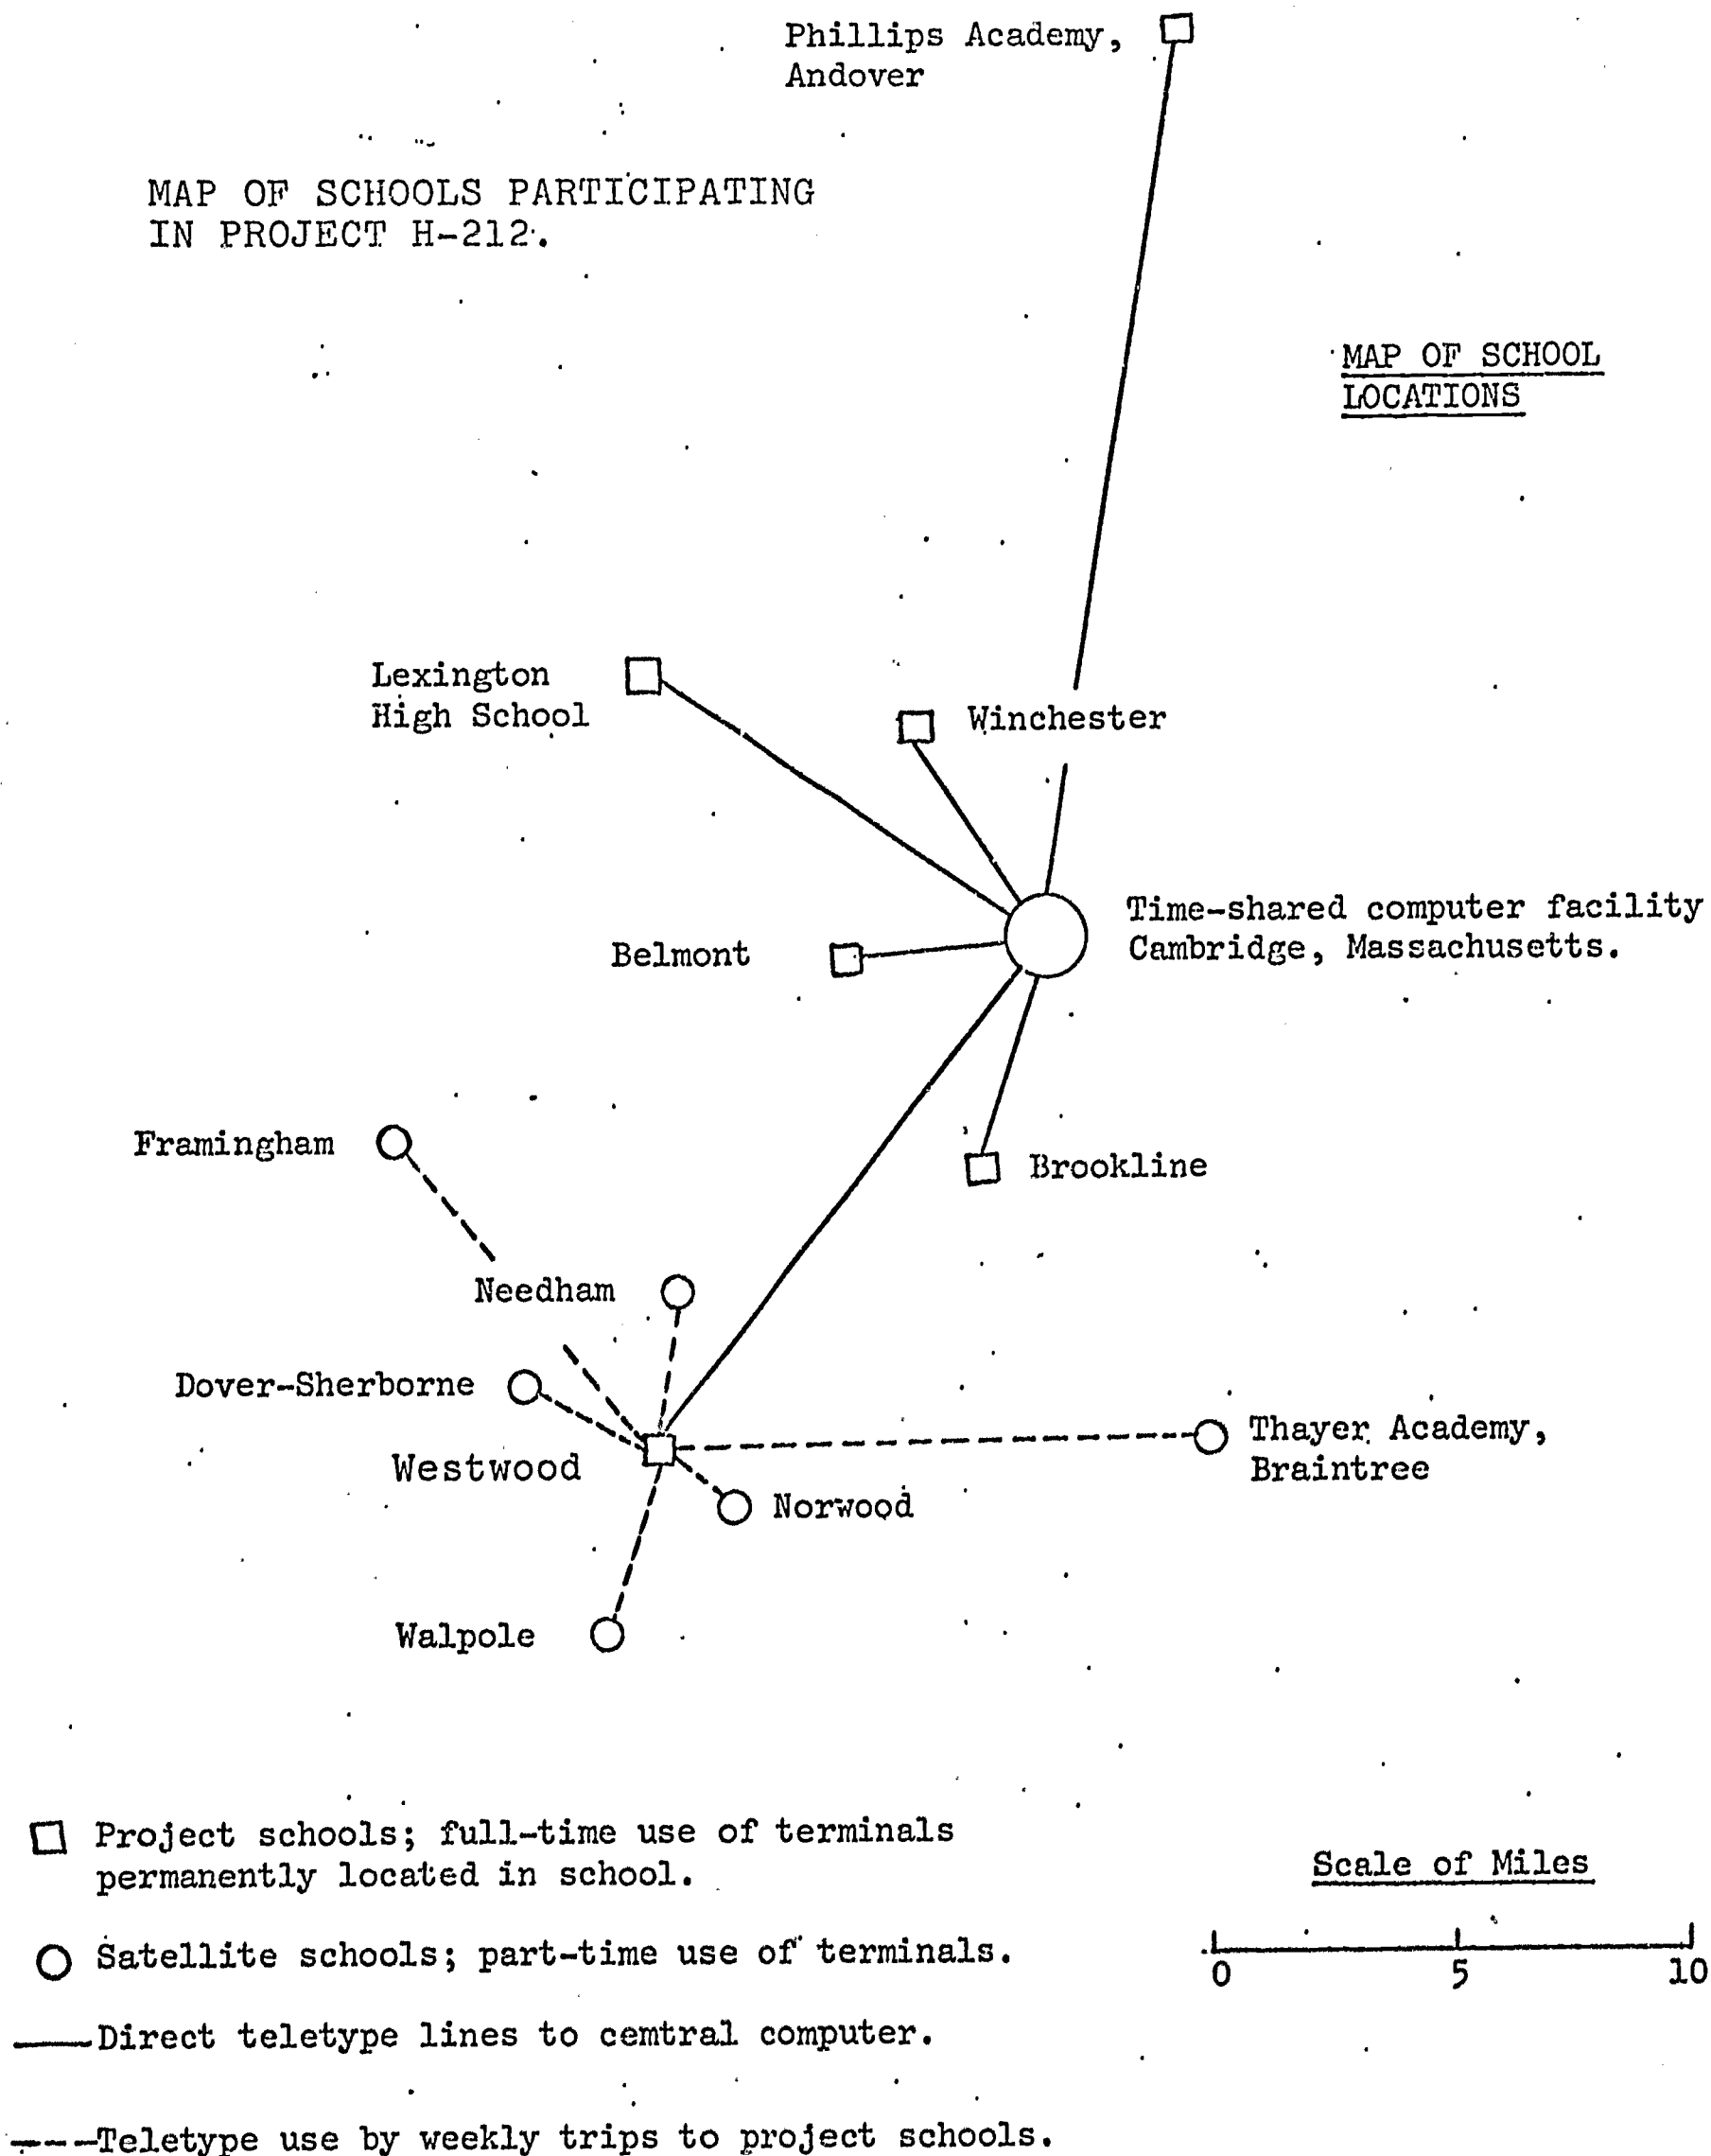 Phillips Academy,
Andover
MAP OF SCHOOLS PARTICIPATING
IN PROJECT H-212.
MAP OF SCHOOL
LOCATIONS
Lexington
High School
Winchester
Time-shared computer facility
Cambridge, Massachusetts.
Belmont
Framingham
Brookline
Needham
Dover-Sherborne
Westwood
Thayer Academy,
Braintree
Norwood
Walpole
Project schools; full-time use of terminals
permanently located in school.
Satellite schools; part-time use of terminals.
Direct teletype lines to cemtral computer.
Teletype use by weekly trips to project schools.
Scale of Miles
0 5 10